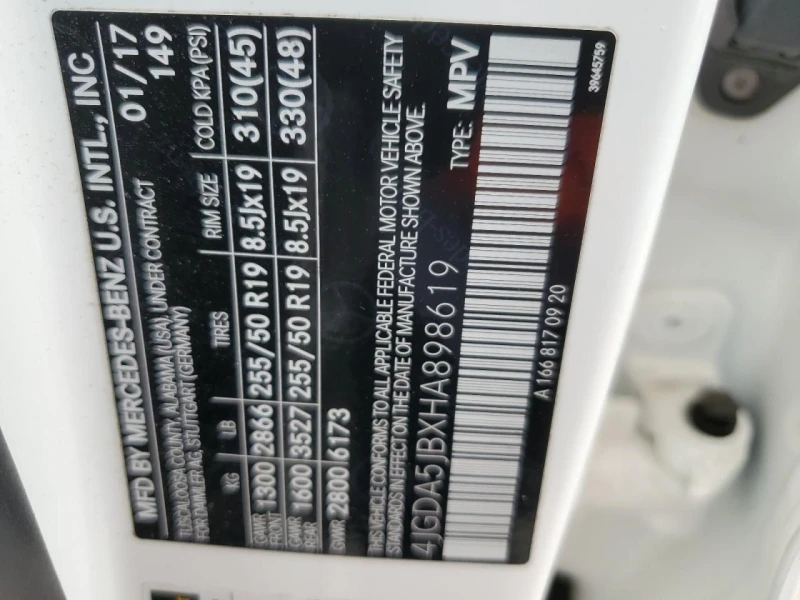 MFD BY MERCEDES-BENZ U.S. INTL., INC
TUSCALOOSA COUNTY, ALABAMA (USA), UNDER CONTRACT 01/17
FOR DAIMLER AG, STUTTGART (GERMANY) 149
KG LB TIRES RIM SIZE COLD KPA (PSI)
GWR FRONT 1300 2866 255/50 R19 8.5Jx19 310(45)
GWR REAR 1600 3527 255/50 R19 8.5Jx19 330(48)
GWR 2800 6173
THIS VEHICLE CONFORMS TO ALL APPLICABLE FEDERAL MOTOR VEHICLE SAFETY
STANDARDS IN EFFECT ON THE DATE OF MANUFACTURE SHOWN ABOVE.
4JGDA5JBXHA898619 TYPE: MPV
A 166 817 09 20 39645759